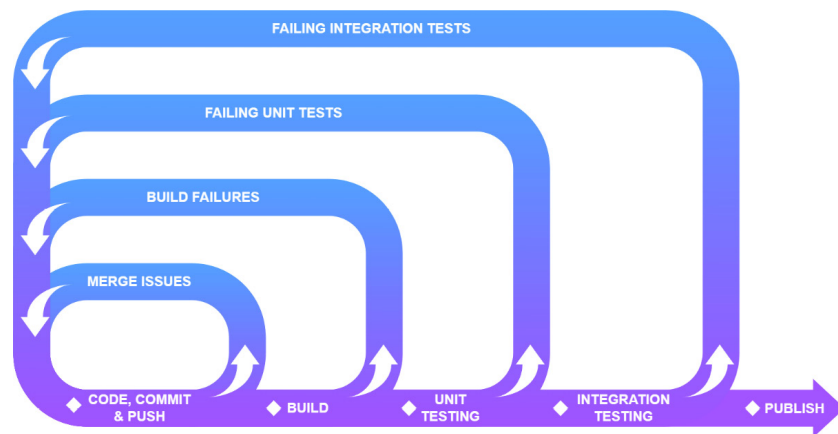 FAILING INTEGRATION TESTS
FAILING UNIT TESTS
BUILD FAILURES
MERGE ISSUES
CODE, COMMIT
& PUSH
BUILD
UNIT
TESTING
INTEGRATION
TESTING
PUBLISH